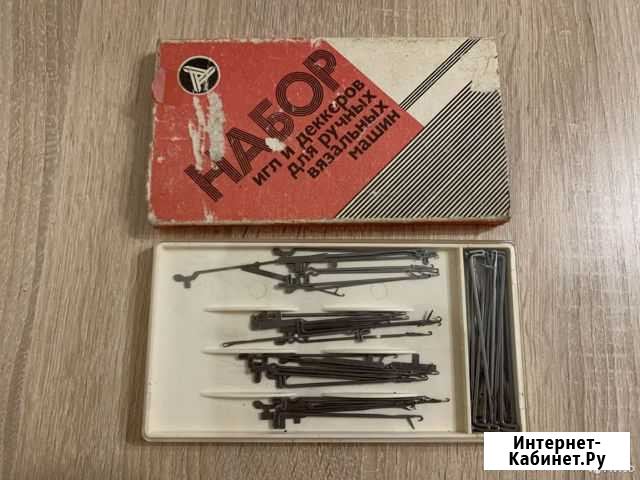 НАБОР
игл и деккеров
для ручных
вязальных
машин
Интернет-
Кабинет.Ру